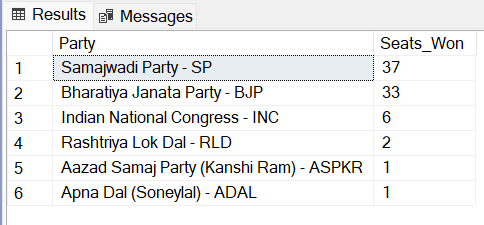 Results Messages
Party Seats_Won
1 Samajwadi Party - SP 37
2 Bharatiya Janata Party - BJP 33
3 Indian National Congress - INC 6
4 Rashtriya Lok Dal - RLD 2
5 Aazad Samaj Party (Kanshi Ram) - ASPKR 1
6 Apna Dal (Soneylal) - ADAL 1